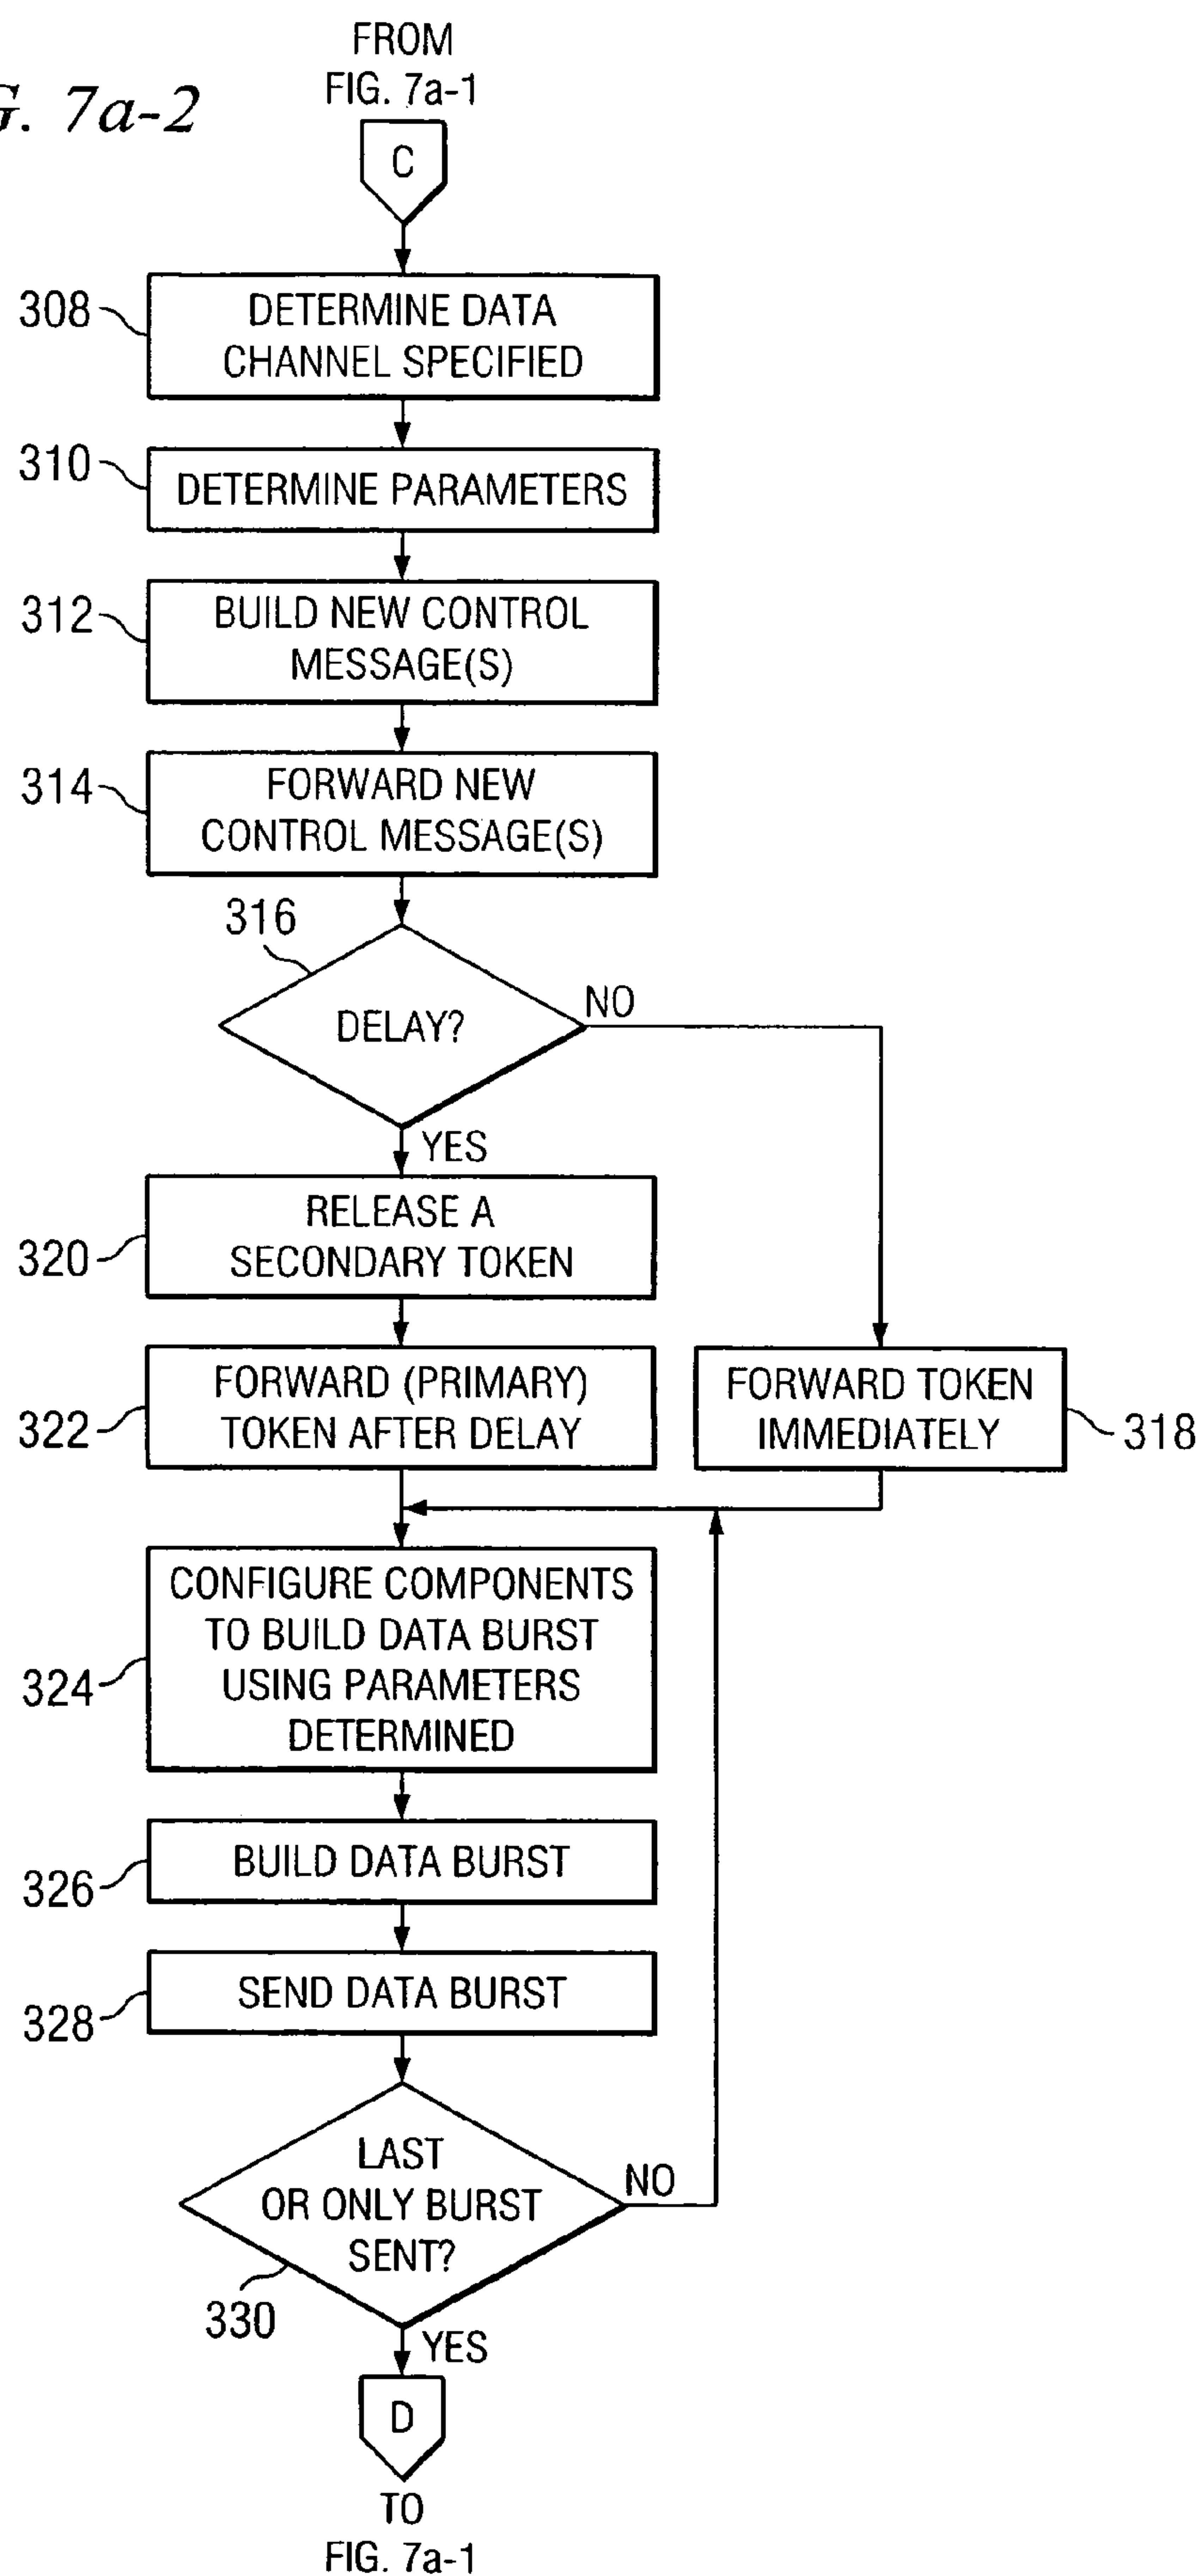 FROM
FIG. 7a-1
G. 7a-2
C
308
DETERMINE DATA
CHANNEL SPECIFIED
310
DETERMINE PARAMETERS
312
BUILD NEW CONTROL
MESSAGE(S)
314
FORWARD NEW
CONTROL MESSAGE(S)
316
DELAY?
NO
YES
320
RELEASE A
SECONDARY TOKEN
322
FORWARD (PRIMARY)
TOKEN AFTER DELAY
FORWARD TOKEN
IMMEDIATELY
318
324
CONFIGURE COMPONENTS
TO BUILD DATA BURST
USING PARAMETERS
DETERMINED
326
BUILD DATA BURST
328
SEND DATA BURST
LAST
OR ONLY BURST
SENT?
NO
330
YES
D
TO
FIG. 7a-1